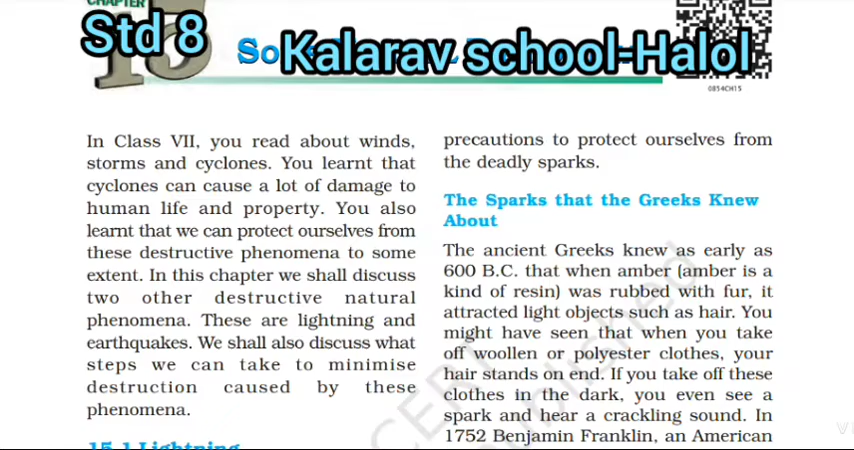 CHAPTER
15
Std 8
So
Kalarav school-Halol
0854CH15
In Class VII, you read about winds,
storms and cyclones. You learnt that
cyclones can cause a lot of damage to
human life and property. You also
learnt that we can protect ourselves from
these destructive phenomena to some
extent. In this chapter we shall discuss
two other destructive natural
phenomena. These are lightning and
earthquakes. We shall also discuss what
steps we can take to minimise
destruction caused by these
phenomena.
15.1 Lightning
precautions to protect ourselves from
the deadly sparks.
The Sparks that the Greeks Knew
About
The ancient Greeks knew as early as
600 B.C. that when amber (amber is a
kind of resin) was rubbed with fur, it
attracted light objects such as hair. You
might have seen that when you take
off woollen or polyester clothes, your
hair stands on end. If you take off these
clothes in the dark, you even see a
spark and hear a crackling sound. In
1752 Benjamin Franklin, an American